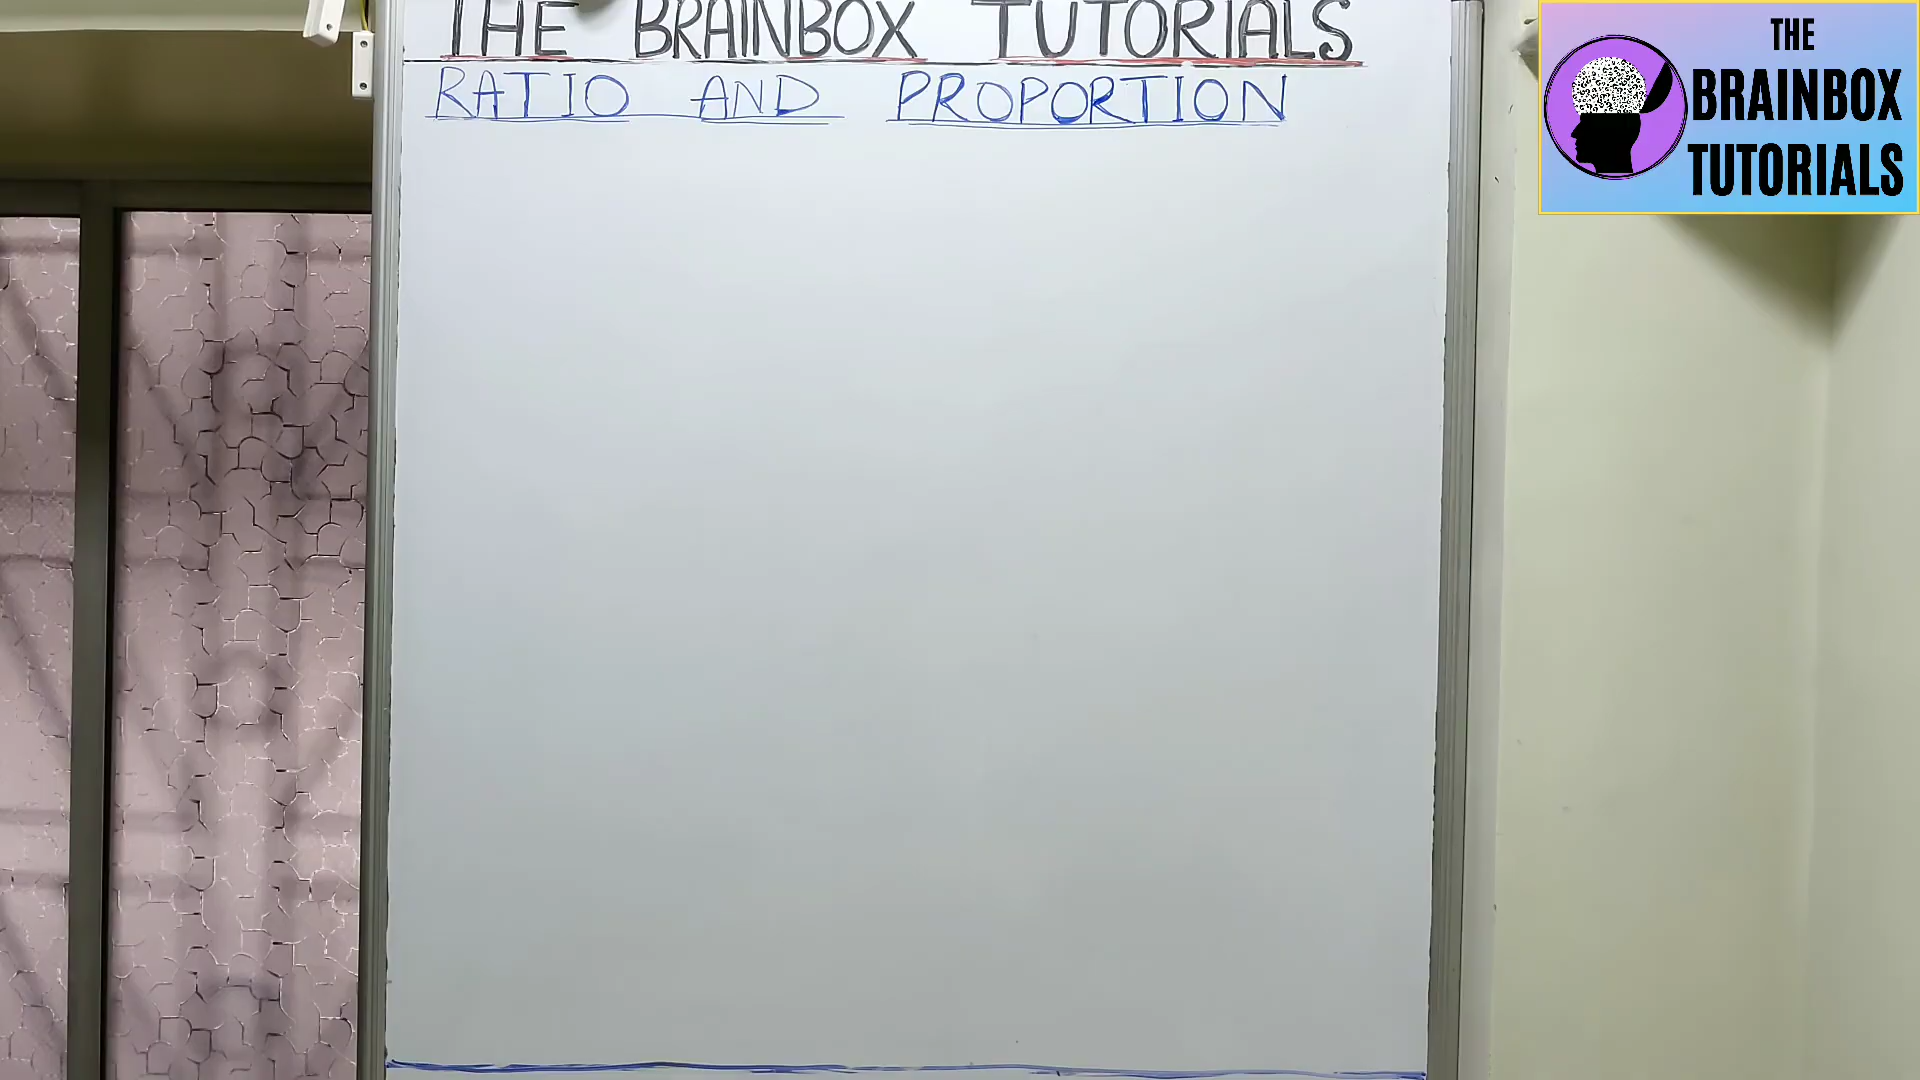 THE BRAINBOX TUTORIALS
RATIO AND PROPORTION
THE
BRAINBOX
TUTORIALS